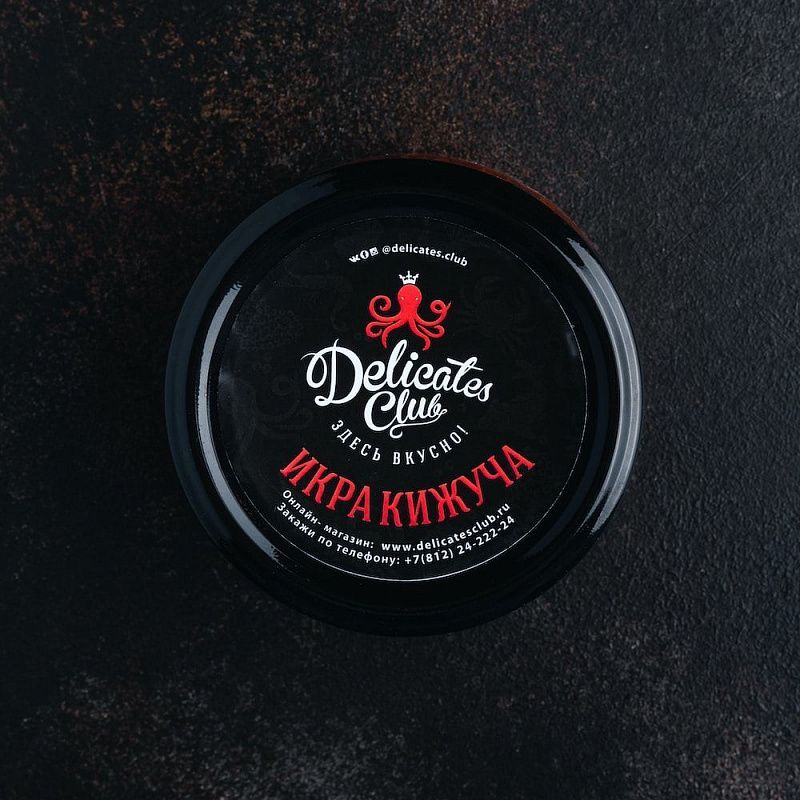 @delicates.club
Delicates
Club
ЗДЕСЬ ВКУСНО!
ИКРА КИЖУЧА
Онлайн- магазин: www.delicatesclub.ru
Закажи по телефону: +7(812) 24-222-24